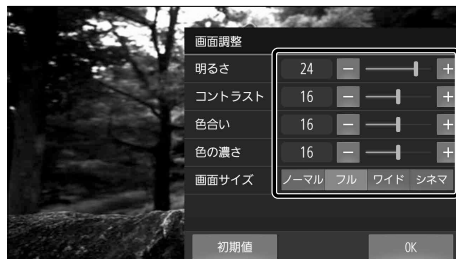 画面調整
明るさ 24 － ＋
コントラスト 16 － ＋
色合い 16 － ＋
色の濃さ 16 － ＋
画面サイズ ノーマル フル ワイド シネマ
初期値 OK